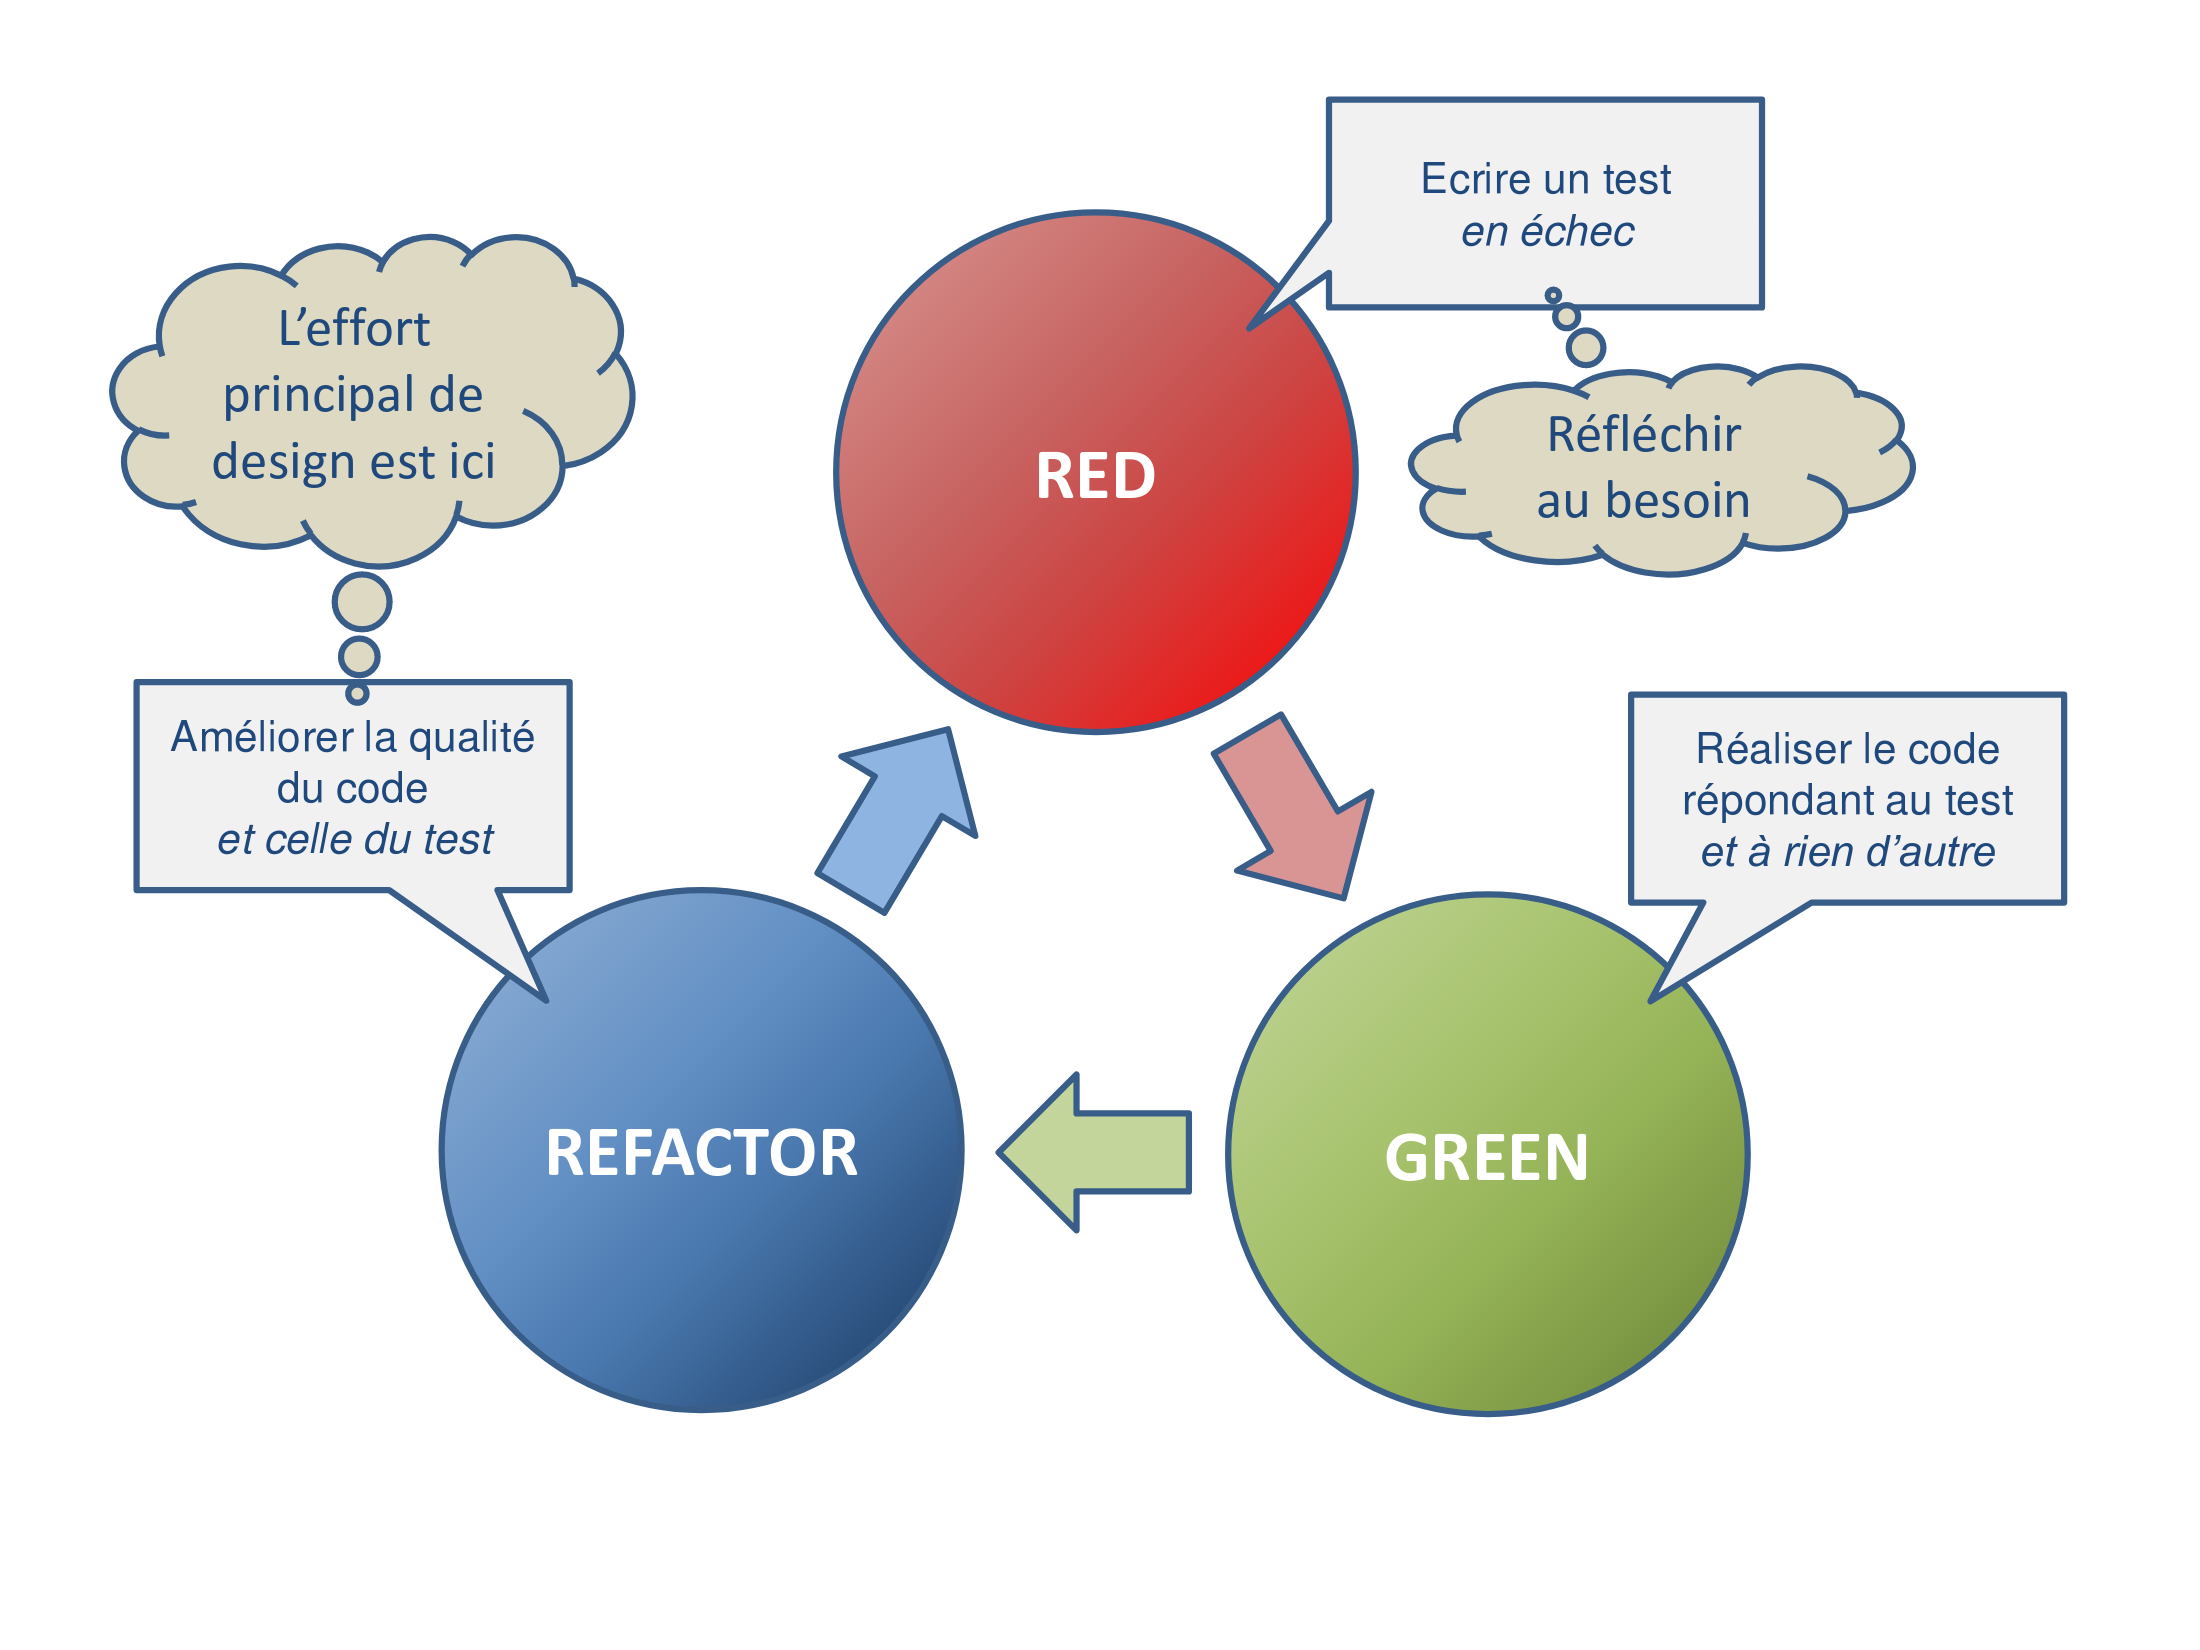 Ecrire un test
en échec
L’effort
principal de
design est ici
RED
Réfléchir
au besoin
Améliorer la qualité
du code
et celle du test
Réaliser le code
répondant au test
et à rien d’autre
REFACTOR
GREEN